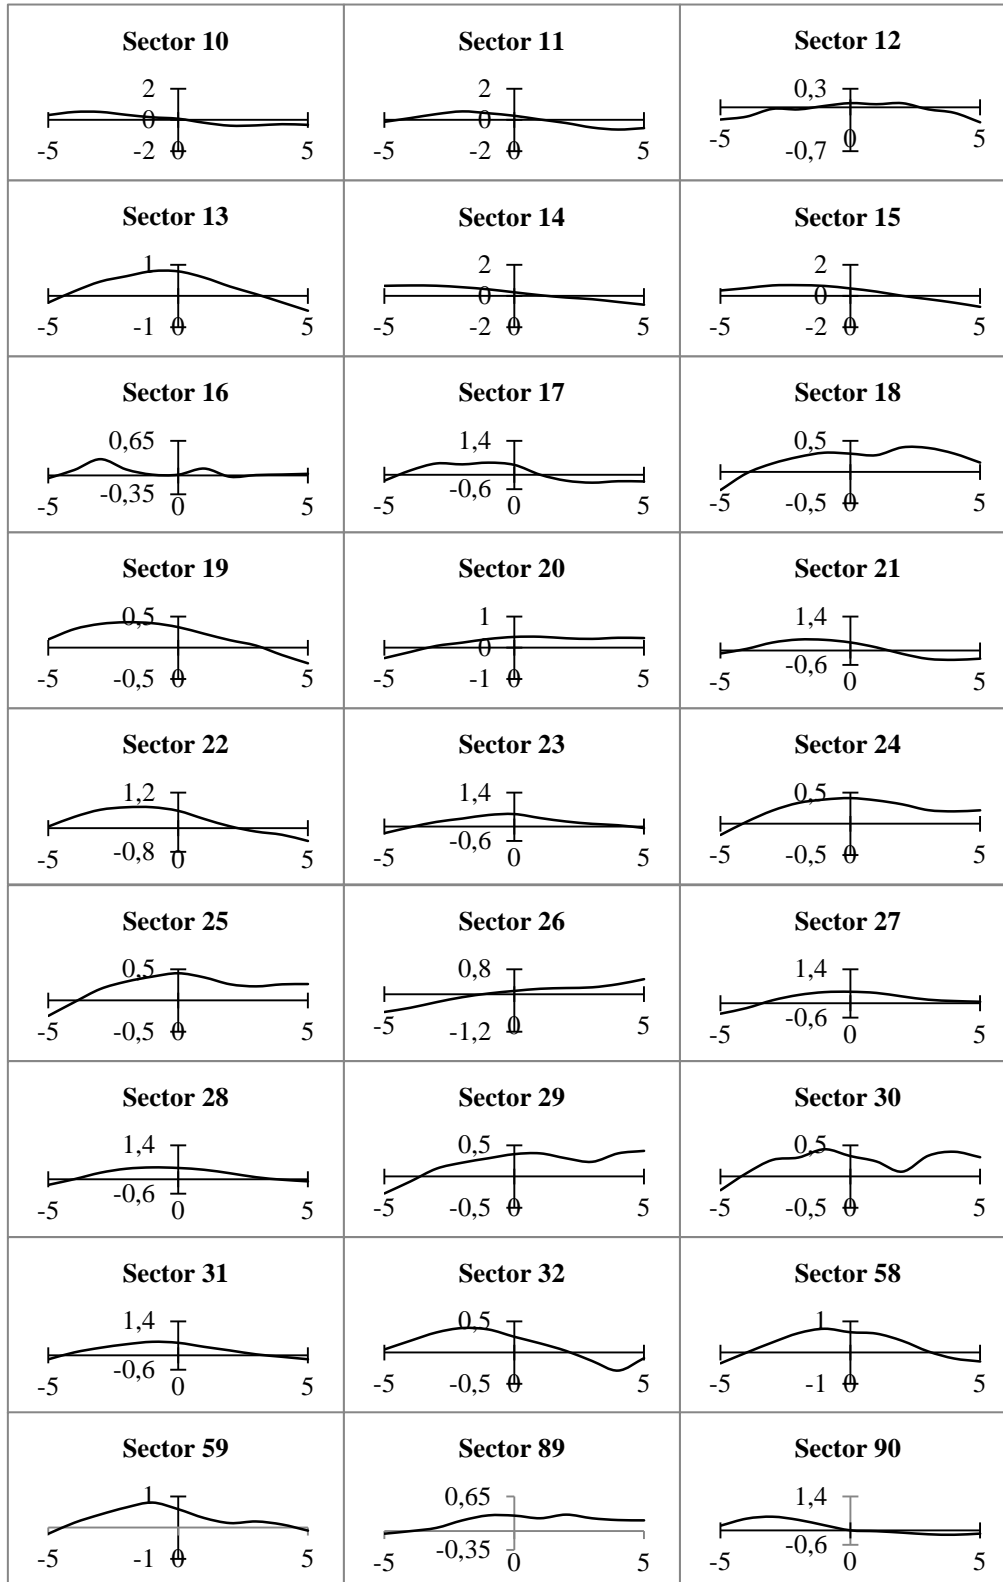 Sector 10 Sector 11 Sector 12
2 2 0,3
0 0
-5 -2 0 5 -5 -2 0 5 -5 -0,7 0 5
Sector 13 Sector 14 Sector 15
1 2 2
0 0
-5 -1 0 5 -5 -2 0 5 -5 -2 0 5
Sector 16 Sector 17 Sector 18
0,65 1,4 0,5
-5 -0,35 0 5 -5 -0,6 0 5 -5 -0,5 0 5
Sector 19 Sector 20 Sector 21
0,5 1 1,4
0
-5 -0,5 0 5 -5 -1 0 5 -5 -0,6 0 5
Sector 22 Sector 23 Sector 24
1,2 1,4 0,5
-5 -0,8 0 5 -5 -0,6 0 5 -5 -0,5 0 5
Sector 25 Sector 26 Sector 27
0,5 0,8 1,4
-5 -0,5 0 5 -5 -1,2 0 5 -5 -0,6 0 5
Sector 28 Sector 29 Sector 30
1,4 0,5 0,5
-5 -0,6 0 5 -5 -0,5 0 5 -5 -0,5 0 5
Sector 31 Sector 32 Sector 58
1,4 0,5 1
-5 -0,6 0 5 -5 -0,5 0 5 -5 -1 0 5
Sector 59 Sector 89 Sector 90
1 0,65 1,4
-5 -1 0 5 -5 -0,35 0 5 -5 -0,6 0 5